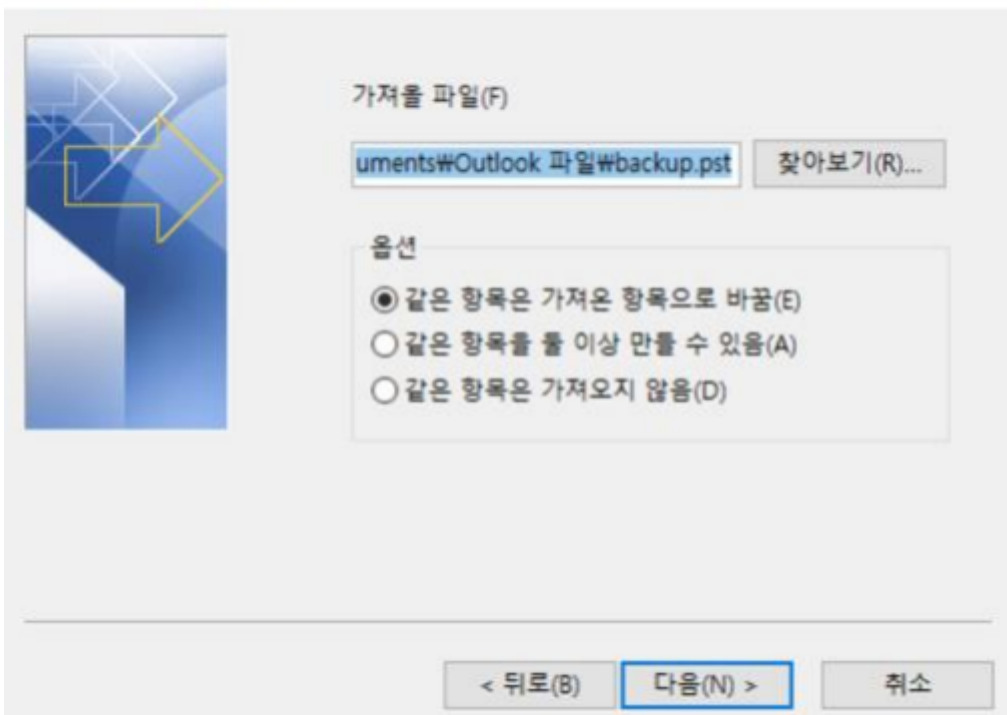 가져올 파일(F)
uments₩Outlook 파일₩backup.pst 찾아보기(R)...
옵션
같은 항목은 가져온 항목으로 바꿈(E)
같은 항목을 둘 이상 만들 수 있음(A)
같은 항목은 가져오지 않음(D)
< 뒤로(B) 다음(N) > 취소